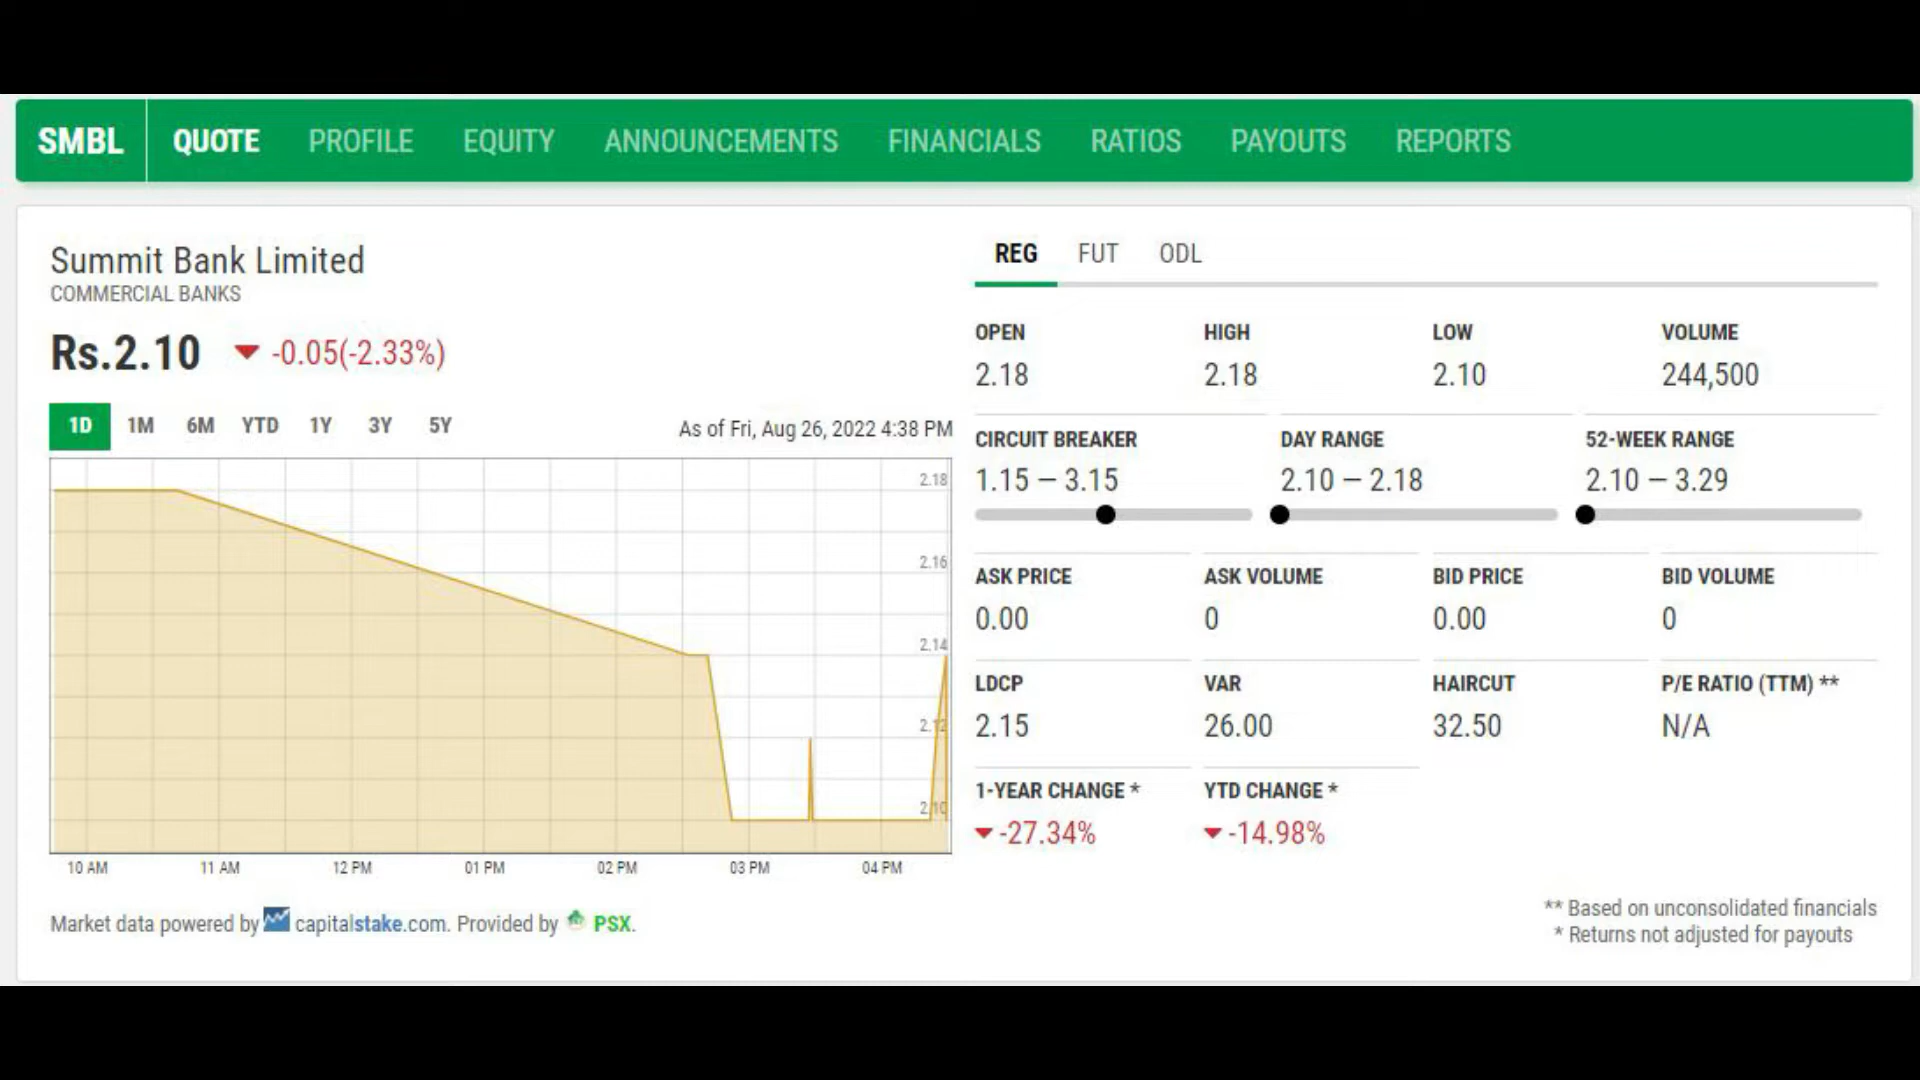 SMBL QUOTE PROFILE EQUITY ANNOUNCEMENTS FINANCIALS RATIOS PAYOUTS REPORTS
Summit Bank Limited
COMMERCIAL BANKS
Rs.2.10 -0.05(-2.33%)
1D 1M 6M YTD 1Y 3Y 5Y
As of Fri, Aug 26, 2022 4:38 PM
2.18
2.16
2.14
2.12
2.10
10 AM 11 AM 12 PM 01 PM 02 PM 03 PM 04 PM
Market data powered by capitalstake.com. Provided by PSX.
REG FUT ODL
OPEN HIGH LOW VOLUME
2.18 2.18 2.10 244,500
CIRCUIT BREAKER DAY RANGE 52-WEEK RANGE
1.15 – 3.15 2.10 – 2.18 2.10 – 3.29
ASK PRICE ASK VOLUME BID PRICE BID VOLUME
0.00 0 0.00 0
LDCP VAR HAIRCUT P/E RATIO (TTM) **
2.15 26.00 32.50 N/A
1-YEAR CHANGE * YTD CHANGE *
-27.34% -14.98%
** Based on unconsolidated financials
* Returns not adjusted for payouts